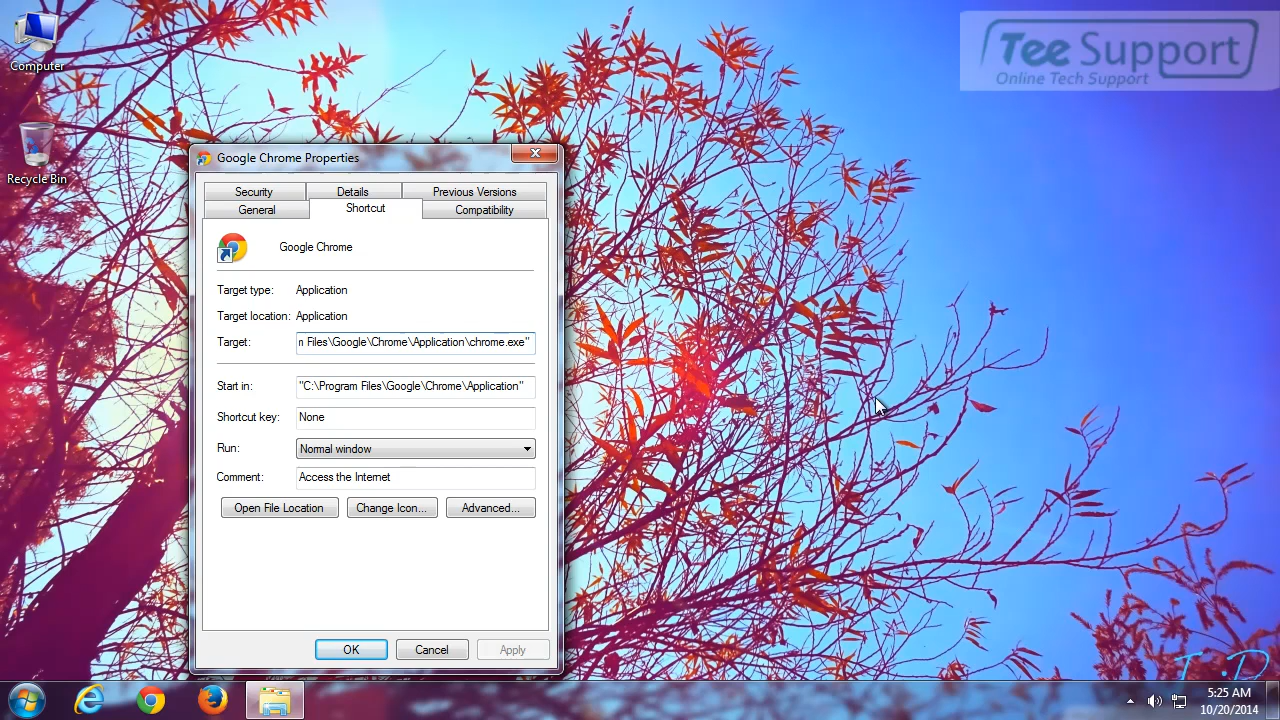 Computer
Recycle Bin
Tee Support
Online Tech Support
Google Chrome Properties
Security
Details
Previous Versions
General
Shortcut
Compatibility
Google Chrome
Target type: Application
Target location: Application
Target: n Files\Google\Chrome\Application\chrome.exe"
Start in: "C:\Program Files\Google\Chrome\Application"
Shortcut key: None
Run: Normal window
Comment: Access the Internet
Open File Location
Change Icon...
Advanced...
OK
Cancel
Apply
5:25 AM
10/20/2014